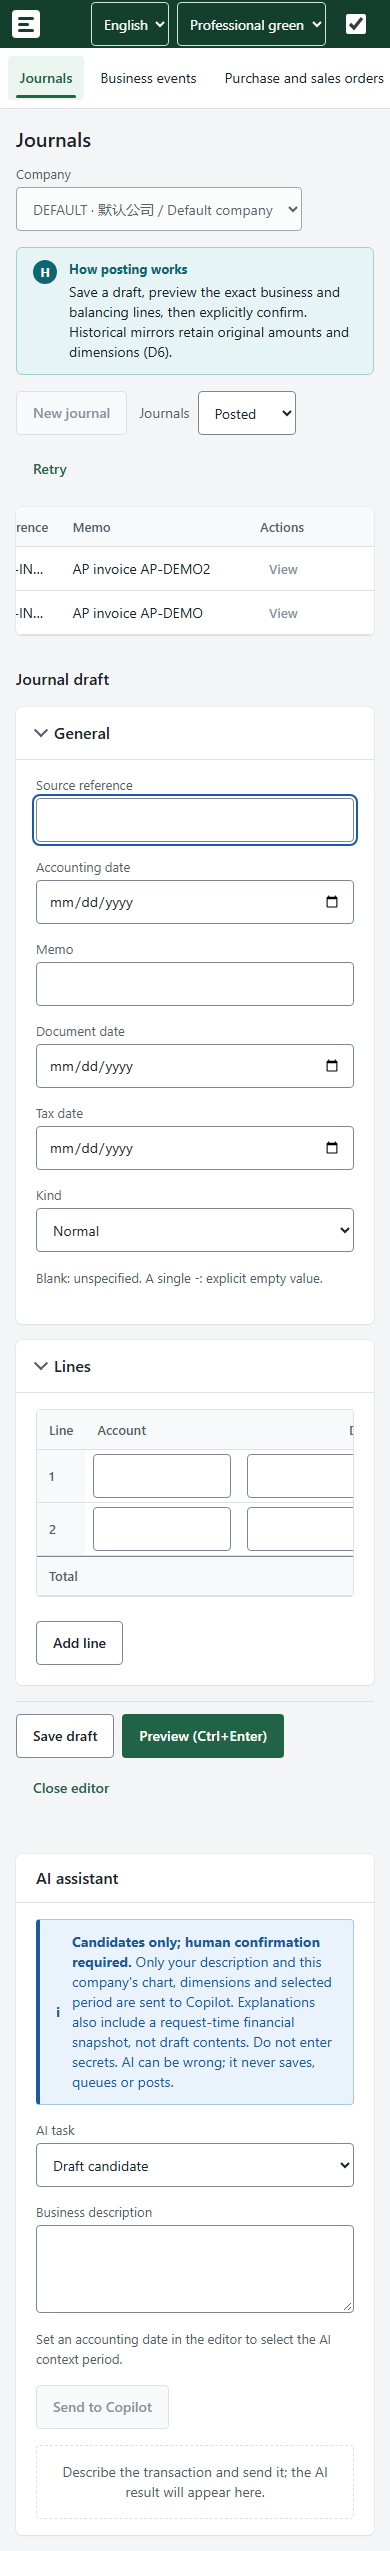 English
Professional green
Journals
Business events
Purchase and sales orders
Journals
Company
DEFAULT · 默认公司 / Default company
H
How posting works
Save a draft, preview the exact business and
balancing lines, then explicitly confirm.
Historical mirrors retain original amounts and
dimensions (D6).
New journal
Journals
Posted
Retry
rence
Memo
Actions
-IN...
AP invoice AP-DEMO2
View
-IN...
AP invoice AP-DEMO
View
Journal draft
General
Source reference
Accounting date
mm/dd/yyyy
Memo
Document date
mm/dd/yyyy
Tax date
mm/dd/yyyy
Kind
Normal
Blank: unspecified. A single -: explicit empty value.
Lines
Line
Account
1
2
Total
Add line
Save draft
Preview (Ctrl+Enter)
Close editor
AI assistant
i
Candidates only; human confirmation
required. Only your description and this
company's chart, dimensions and selected
period are sent to Copilot. Explanations
also include a request-time financial
snapshot, not draft contents. Do not enter
secrets. AI can be wrong; it never saves,
queues or posts.
AI task
Draft candidate
Business description
Set an accounting date in the editor to select the AI
context period.
Send to Copilot
Describe the transaction and send it; the AI
result will appear here.